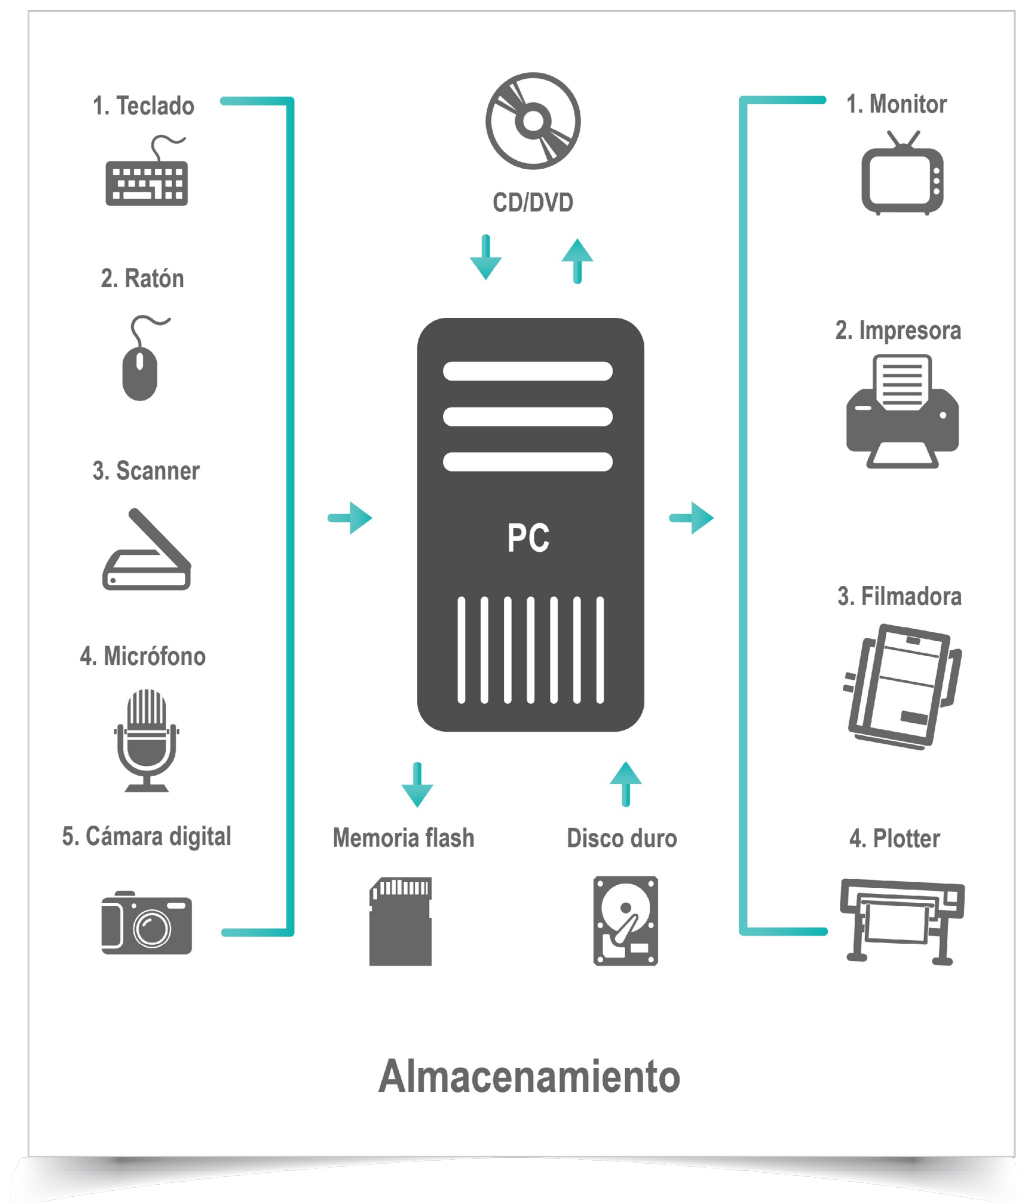 1. Teclado
2. Ratón
3. Scanner
4. Micrófono
5. Cámara digital
CD/DVD
PC
Memoria flash
Disco duro
1. Monitor
2. Impresora
3. Filmadora
4. Plotter
Almacenamiento